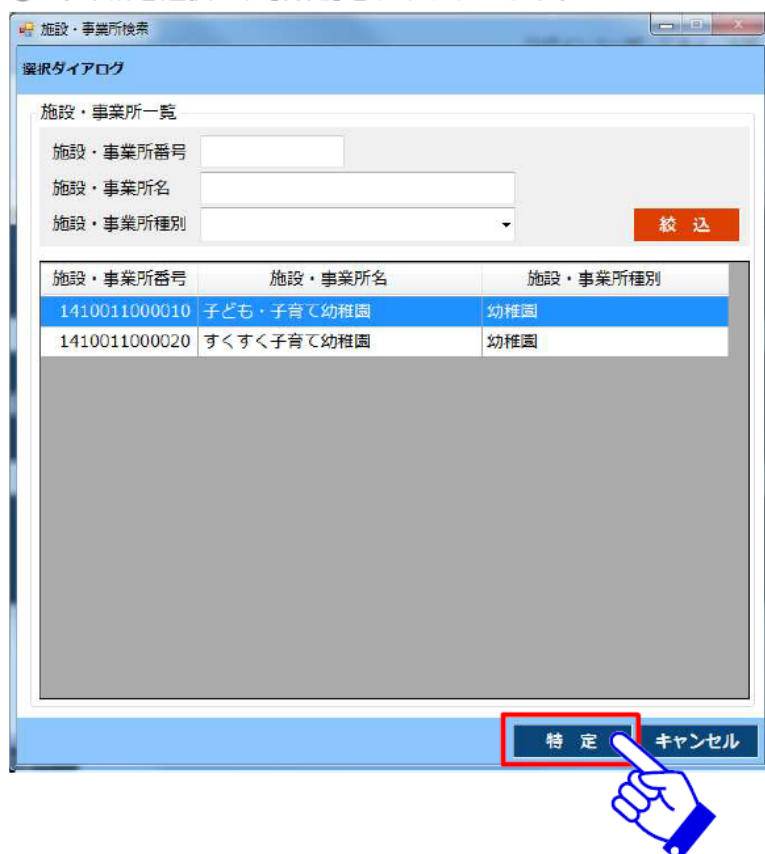 施設・事業所検索
選択ダイアログ
施設・事業所一覧
施設・事業所番号
施設・事業所名
施設・事業所種別
絞 込
施設・事業所番号 施設・事業所名 施設・事業所種別
1410011000010 子ども・子育て幼稚園 幼稚園
1410011000020 すくすく子育て幼稚園 幼稚園
特 定 キャンセル